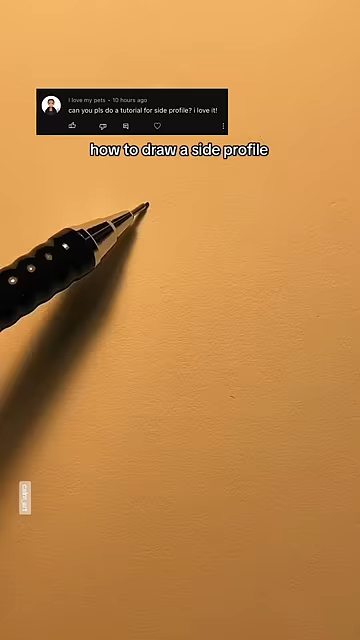 I love my pets • 10 hours ago
can you pls do a tutorial for side profile? i love it!
how to draw a side profile